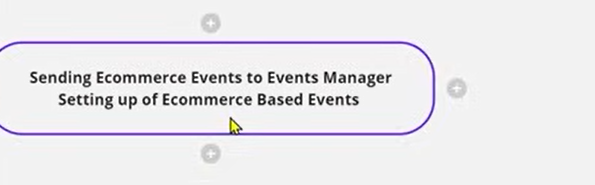 Sending Ecommerce Events to Events Manager
Setting up of Ecommerce Based Events